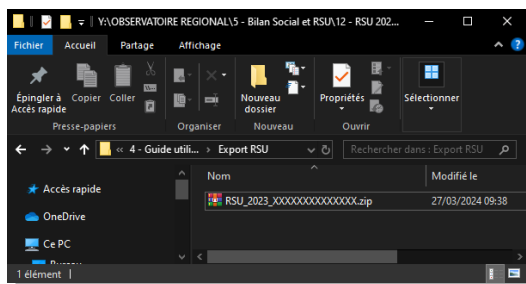 Y:\OBSERVATOIRE REGIONAL\5 - Bilan Social et RSU\12 - RSU 202...
Fichier Accueil Partage Affichage
Épingler à Accès rapide
Copier
Coller
Nouveau dossier
Propriétés
Sélectionner
Presse-papiers Organiser Nouveau Ouvrir
« 4 - Guide utili... > Export RSU
Rechercher dans : Export RSU
Nom Modifié le
Accès rapide
RSU_2023_XXXXXXXXXXXXXX.zip 27/03/2024 09:38
OneDrive
Ce PC
Bureau
1 élément